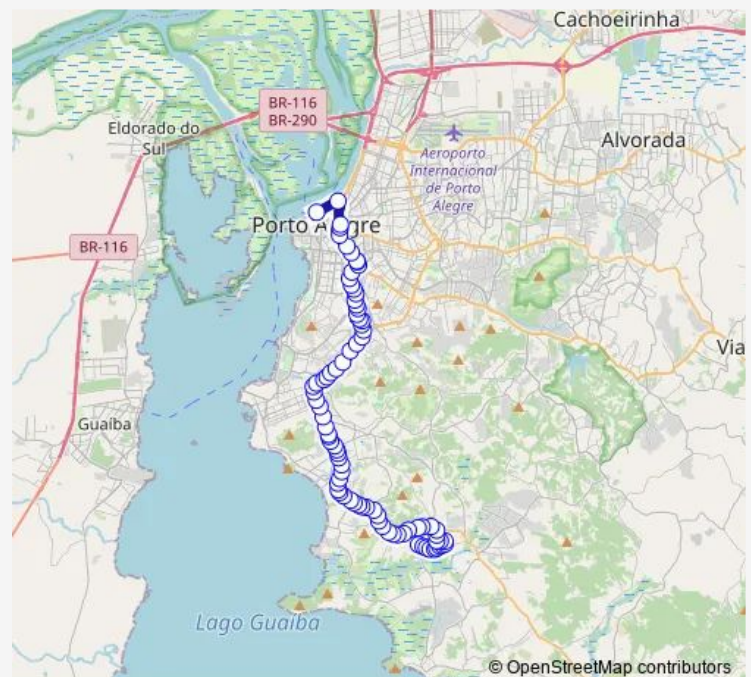 Cachoeirinha
BR-116
BR-290
Eldorado do
Sul
Alvorada
Aeroporto
Internacional
de Porto
Alegre
Porto Alegre
BR-116
Via
Guaíba
Lago Guaíba
© OpenStreetMap contributors